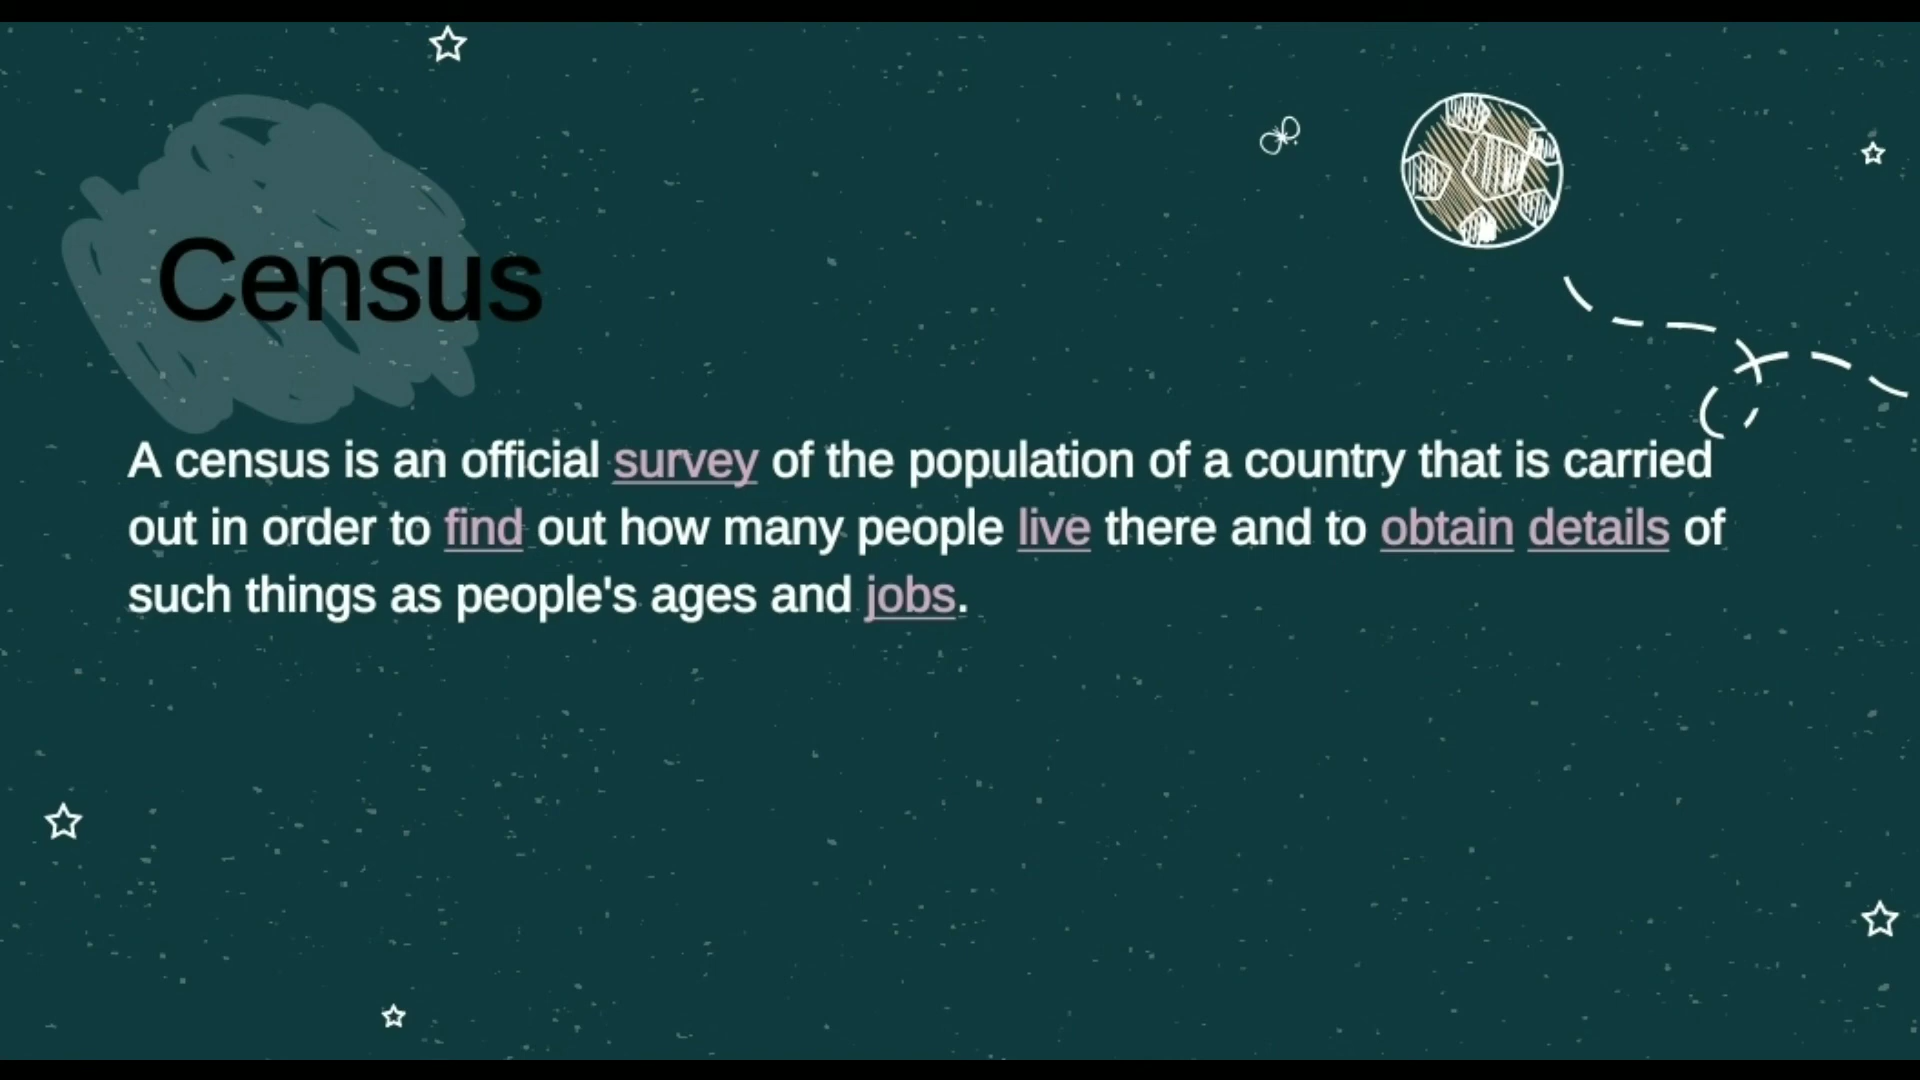 Census
A census is an official survey of the population of a country that is carried
out in order to find out how many people live there and to obtain details of
such things as people's ages and jobs.